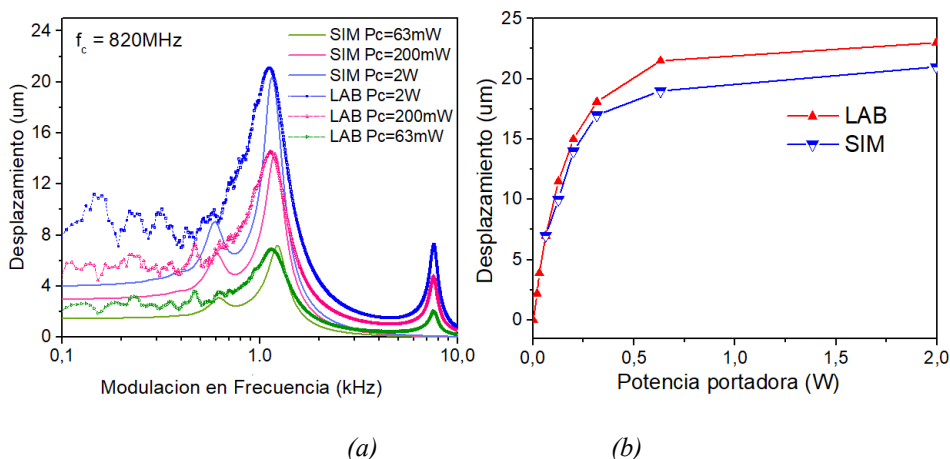 24
20
16
12
8
4
0
Desplazamiento (um)
f_c = 820MHz
SIM Pc=63mW
SIM Pc=200mW
SIM Pc=2W
LAB Pc=2W
LAB Pc=200mW
LAB Pc=63mW
0,1
1.0
10,0
Modulacion en Frecuencia (kHz)
(a)
25
20
15
10
5
0
Desplazamiento (um)
LAB
SIM
0,0
0,5
1,0
1,5
2,0
Potencia portadora (W)
(b)